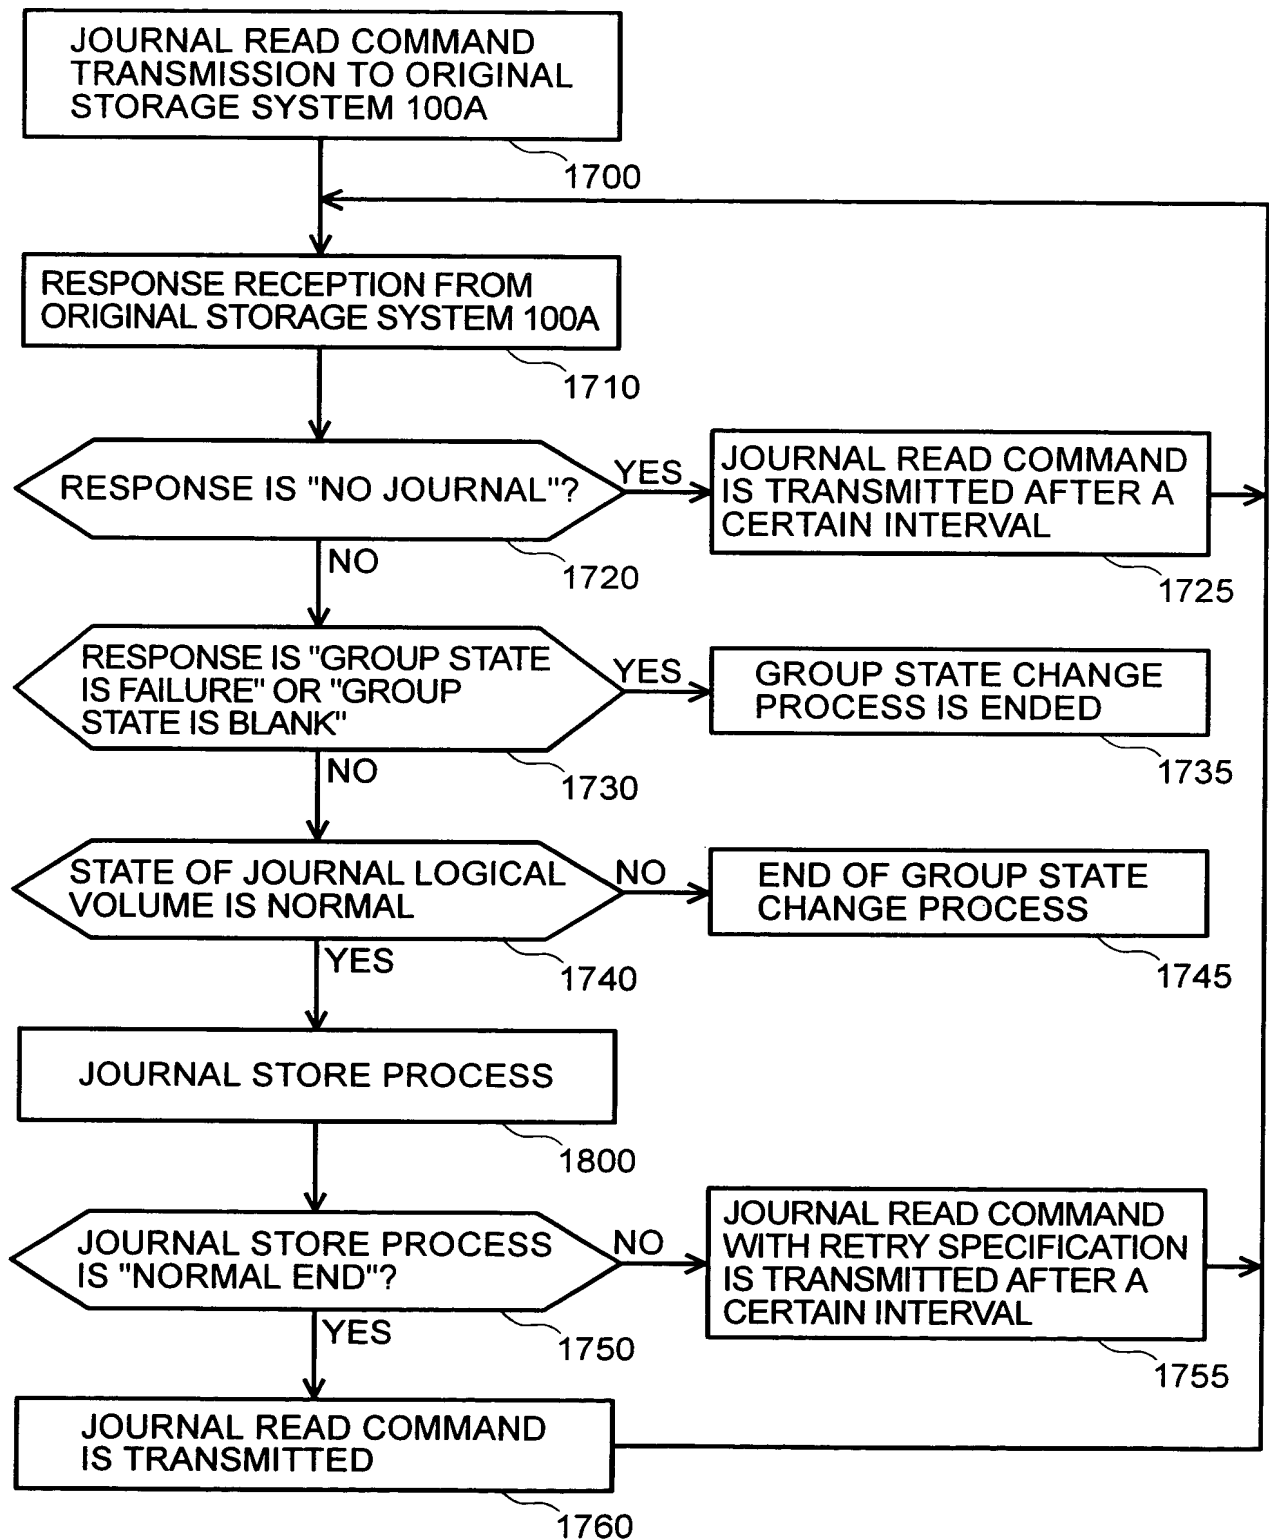 JOURNAL READ COMMAND
TRANSMISSION TO ORIGINAL
STORAGE SYSTEM 100A
1700
RESPONSE RECEPTION FROM
ORIGINAL STORAGE SYSTEM 100A
1710
RESPONSE IS "NO JOURNAL"?
YES
JOURNAL READ COMMAND
IS TRANSMITTED AFTER A
CERTAIN INTERVAL
NO
1720
1725
RESPONSE IS "GROUP STATE
IS FAILURE" OR "GROUP
STATE IS BLANK"
YES
GROUP STATE CHANGE
PROCESS IS ENDED
NO
1730
1735
STATE OF JOURNAL LOGICAL
VOLUME IS NORMAL
NO
END OF GROUP STATE
CHANGE PROCESS
YES
1740
1745
JOURNAL STORE PROCESS
1800
JOURNAL STORE PROCESS
IS "NORMAL END"?
NO
JOURNAL READ COMMAND
WITH RETRY SPECIFICATION
IS TRANSMITTED AFTER A
CERTAIN INTERVAL
YES
1750
1755
JOURNAL READ COMMAND
IS TRANSMITTED
1760